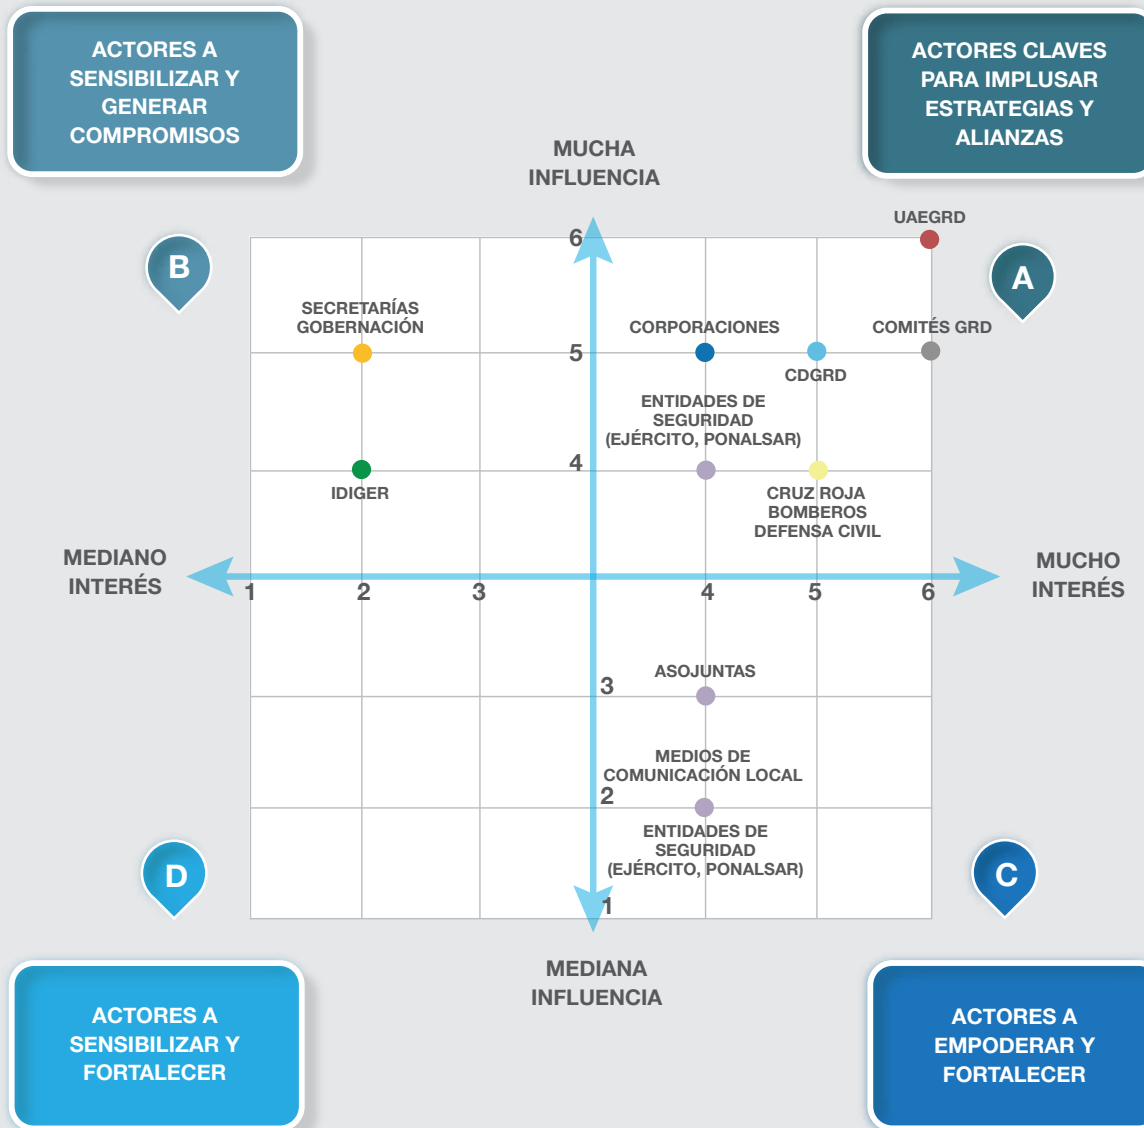 ACTORES A
SENSIBILIZAR Y
GENERAR
COMPROMISOS
ACTORES CLAVES
PARA IMPLUSAR
ESTRATEGIAS Y
ALIANZAS
MUCHA
INFLUENCIA
UAEGRD
6
B
A
SECRETARÍAS
GOBERNACIÓN
CORPORACIONES
COMITÉS GRD
5
CDGRD
ENTIDADES DE
SEGURIDAD
(EJÉRCITO, PONALSAR)
4
IDIGER
CRUZ ROJA
BOMBEROS
DEFENSA CIVIL
MEDIANO
INTERÉS
MUCHO
INTERÉS
1 2 3 4 5 6
ASOJUNTAS
3
MEDIOS DE
COMUNICACIÓN LOCAL
2
ENTIDADES DE
SEGURIDAD
(EJÉRCITO, PONALSAR)
D
C
1
MEDIANA
INFLUENCIA
ACTORES A
SENSIBILIZAR Y
FORTALECER
ACTORES A
EMPODERAR Y
FORTALECER